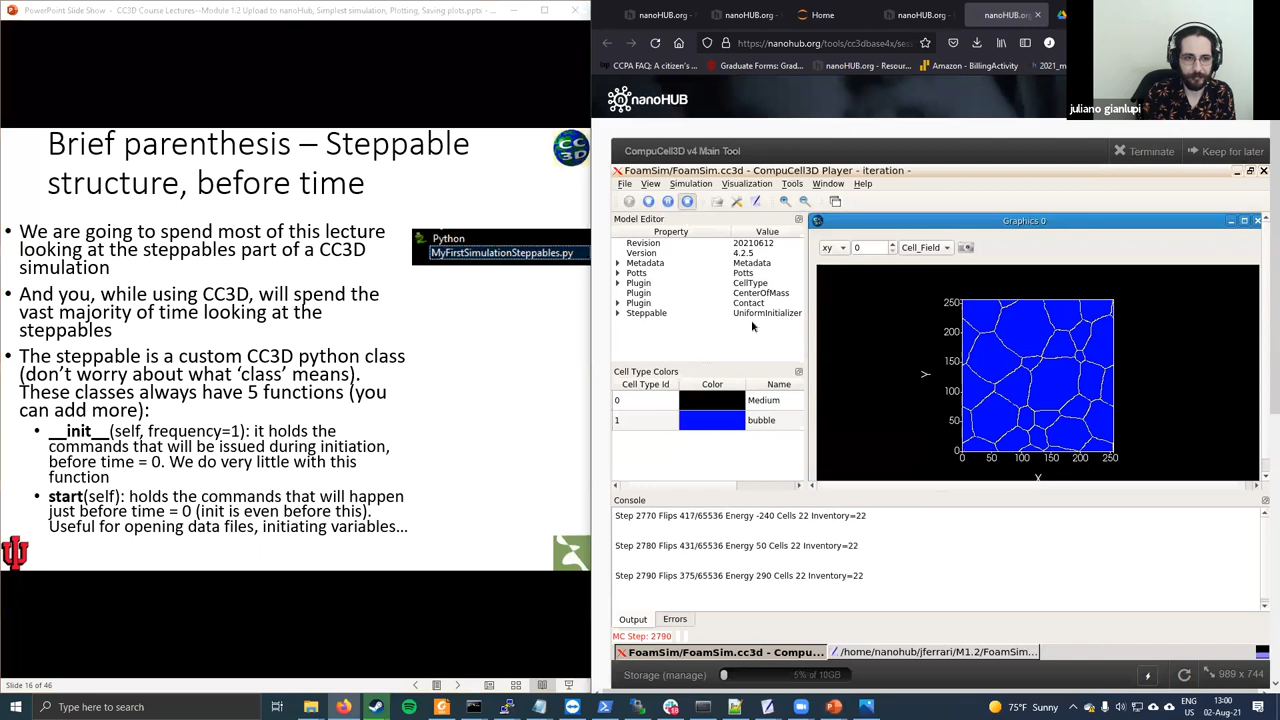 PowerPoint Slide Show - CC3D Course Lectures--Module 1.2 Upload to nanoHub, Simplest simulation, Plotting, Saving plots.pptx - ...
Brief parenthesis – Steppable
structure, before time
CC
3D
We are going to spend most of this lecture
looking at the steppables part of a CC3D
simulation
Python
MyFirstSimulationSteppables.py
And you, while using CC3D, will spend the
vast majority of time looking at the
steppables
The steppable is a custom CC3D python class
(don't worry about what 'class' means).
These classes always have 5 functions (you
can add more):
__init__(self, frequency=1): it holds the
commands that will be issued during initiation,
before time = 0. We do very little with this
function
start(self): holds the commands that will happen
just before time = 0 (init is even before this).
Useful for opening data files, initiating variables...
Slide 16 of 46
nanoHUB.org -
nanoHUB.org
Home
nanoHUB.org
nanoHUB.org
https://nanohub.org/tools/cc3dbase4x/ses
CCPA FAQ: A citizen's...
Graduate Forms: Grad...
nanoHUB.org - Resour...
Amazon - BillingActivity
2021_m
juliano gianlupi
nanoHUB
CompuCell3D v4 Main Tool
Terminate
Keep for later
FoamSim/FoamSim.cc3d - CompuCell3D Player - iteration -
File View Simulation Visualization Tools Window Help
Model Editor
Property Value
Revision 20210612
Version 4.2.5
Metadata Metadata
Potts Potts
Plugin CellType
Plugin CenterOfMass
Plugin Contact
Steppable UniformInitializer
Cell Type Colors
Cell Type Id Color Name
0 Medium
1 bubble
Graphics 0
xy 0 Cell_Field
250
200
150
Y
100
50
0
0 50 100 150 200 250
X
Console
Step 2770 Flips 417/65536 Energy -240 Cells 22 Inventory=22
Step 2780 Flips 431/65536 Energy 50 Cells 22 Inventory=22
Step 2790 Flips 375/65536 Energy 290 Cells 22 Inventory=22
Output Errors
MC Step: 2790
FoamSim/FoamSim.cc3d - Compu...
/home/nanohub/jferrari/M1.2/FoamSim...
Storage (manage)
5% of 10GB
989 x 744
Type here to search
75°F Sunny
ENG
US
13:00
02-Aug-21